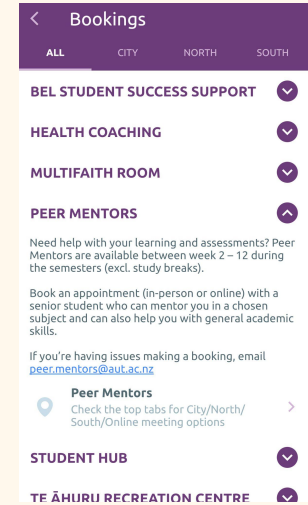 Bookings
ALL CITY NORTH SOUTH
BEL STUDENT SUCCESS SUPPORT
HEALTH COACHING
MULTIFAITH ROOM
PEER MENTORS
Need help with your learning and assessments? Peer
Mentors are available between week 2 – 12 during
the semesters (excl. study breaks).
Book an appointment (in-person or online) with a
senior student who can mentor you in a chosen
subject and can also help you with general academic
skills.
If you're having issues making a booking, email
peer.mentors@aut.ac.nz
Peer Mentors
Check the top tabs for City/North/
South/Online meeting options
STUDENT HUB
TE ĀHURU RECREATION CENTRE